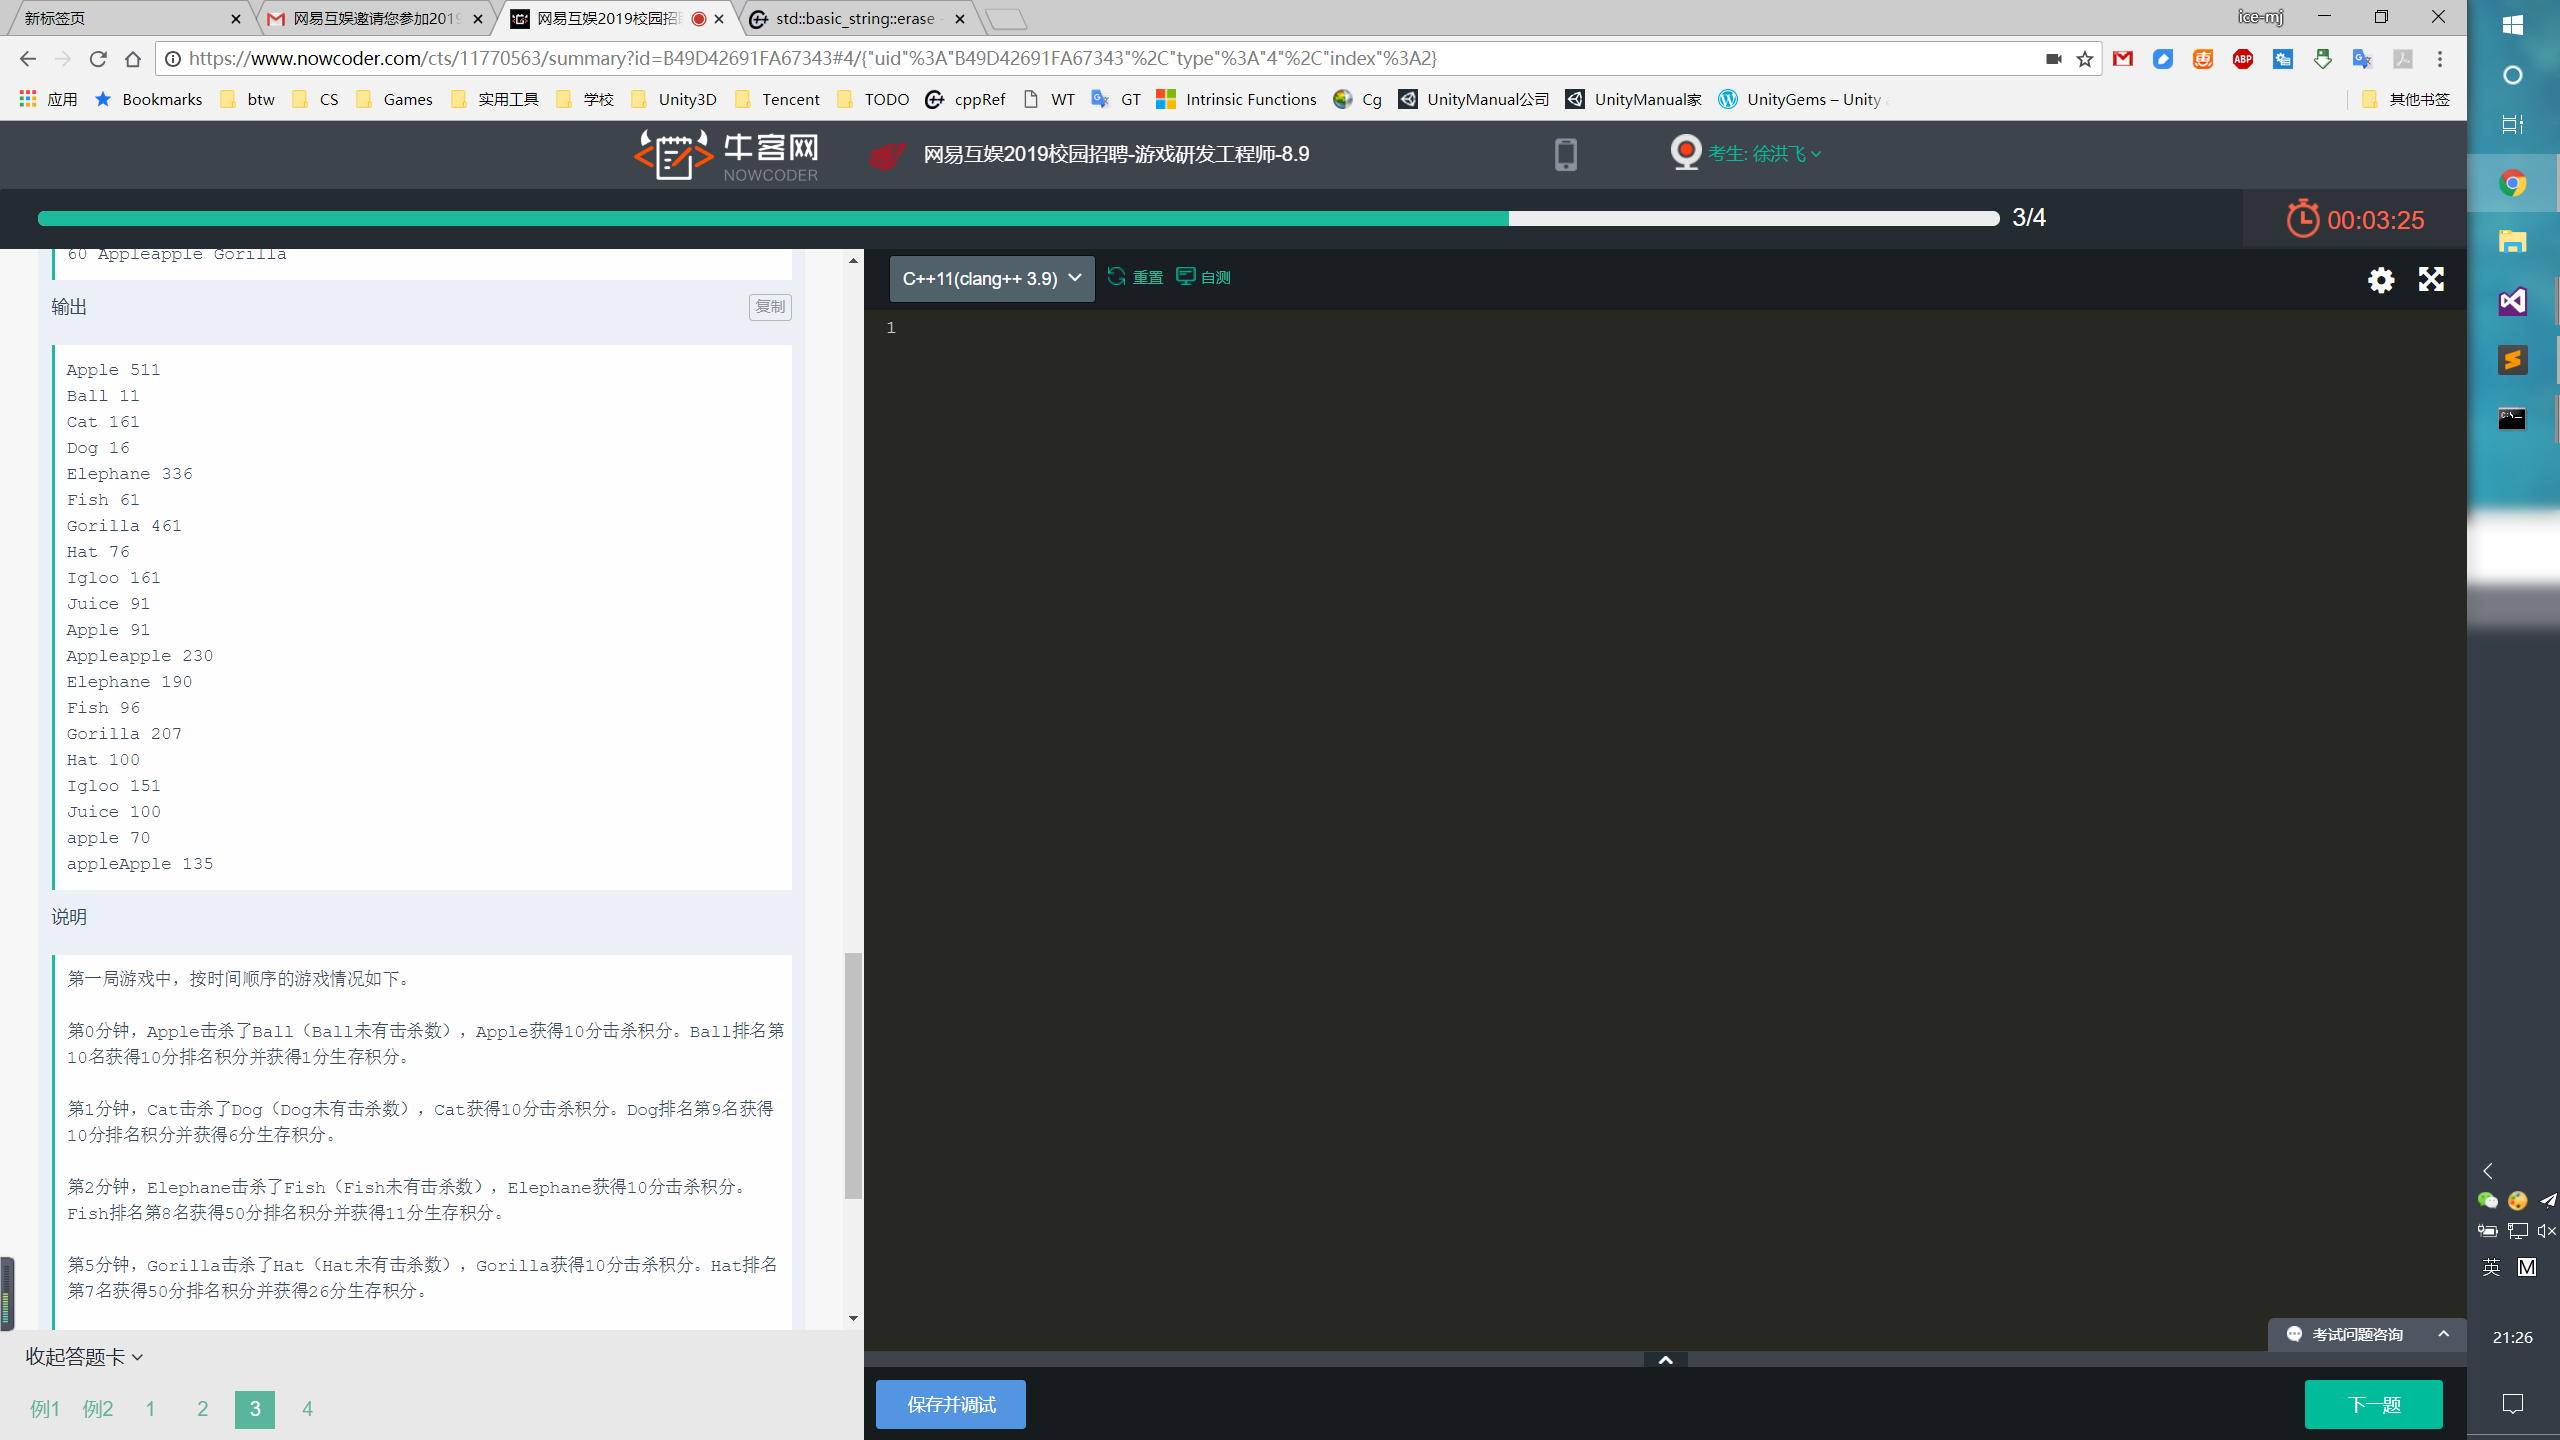 新标签页
网易互娱邀请您参加2019
网易互娱2019校园招聘
std::basic_string::erase -
ice-mj
https://www.nowcoder.com/cts/11770563/summary?id=B49D42691FA67343#4/{"uid"%3A"B49D42691FA67343"%2C"type"%3A"4"%2C"index"%3A2}
应用 Bookmarks btw CS Games 实用工具 学校 Unity3D Tencent TODO cppRef WT GT Intrinsic Functions Cg UnityManual公司 UnityManual家 UnityGems – Unity 其他书签
牛客网
NOWCODER
网易互娱2019校园招聘-游戏研发工程师-8.9
考生: 徐洪飞
3/4
00:03:25
60 Appleapple Gorilla
输出
复制
Apple 511
Ball 11
Cat 161
Dog 16
Elephane 336
Fish 61
Gorilla 461
Hat 76
Igloo 161
Juice 91
Apple 91
Appleapple 230
Elephane 190
Fish 96
Gorilla 207
Hat 100
Igloo 151
Juice 100
apple 70
appleApple 135
说明
第一局游戏中，按时间顺序的游戏情况如下。
第0分钟，Apple击杀了Ball（Ball未有击杀数），Apple获得10分击杀积分。Ball排名第
10名获得10分排名积分并获得1分生存积分。
第1分钟，Cat击杀了Dog（Dog未有击杀数），Cat获得10分击杀积分。Dog排名第9名获得
10分排名积分并获得6分生存积分。
第2分钟，Elephane击杀了Fish（Fish未有击杀数），Elephane获得10分击杀积分。
Fish排名第8名获得50分排名积分并获得11分生存积分。
第5分钟，Gorilla击杀了Hat（Hat未有击杀数），Gorilla获得10分击杀积分。Hat排名
第7名获得50分排名积分并获得26分生存积分。
收起答题卡
例1 例2 1 2 3 4
C++11(clang++ 3.9)
重置
自测
1
考试问题咨询
保存并调试
下一题
ABP
英 M
21:26